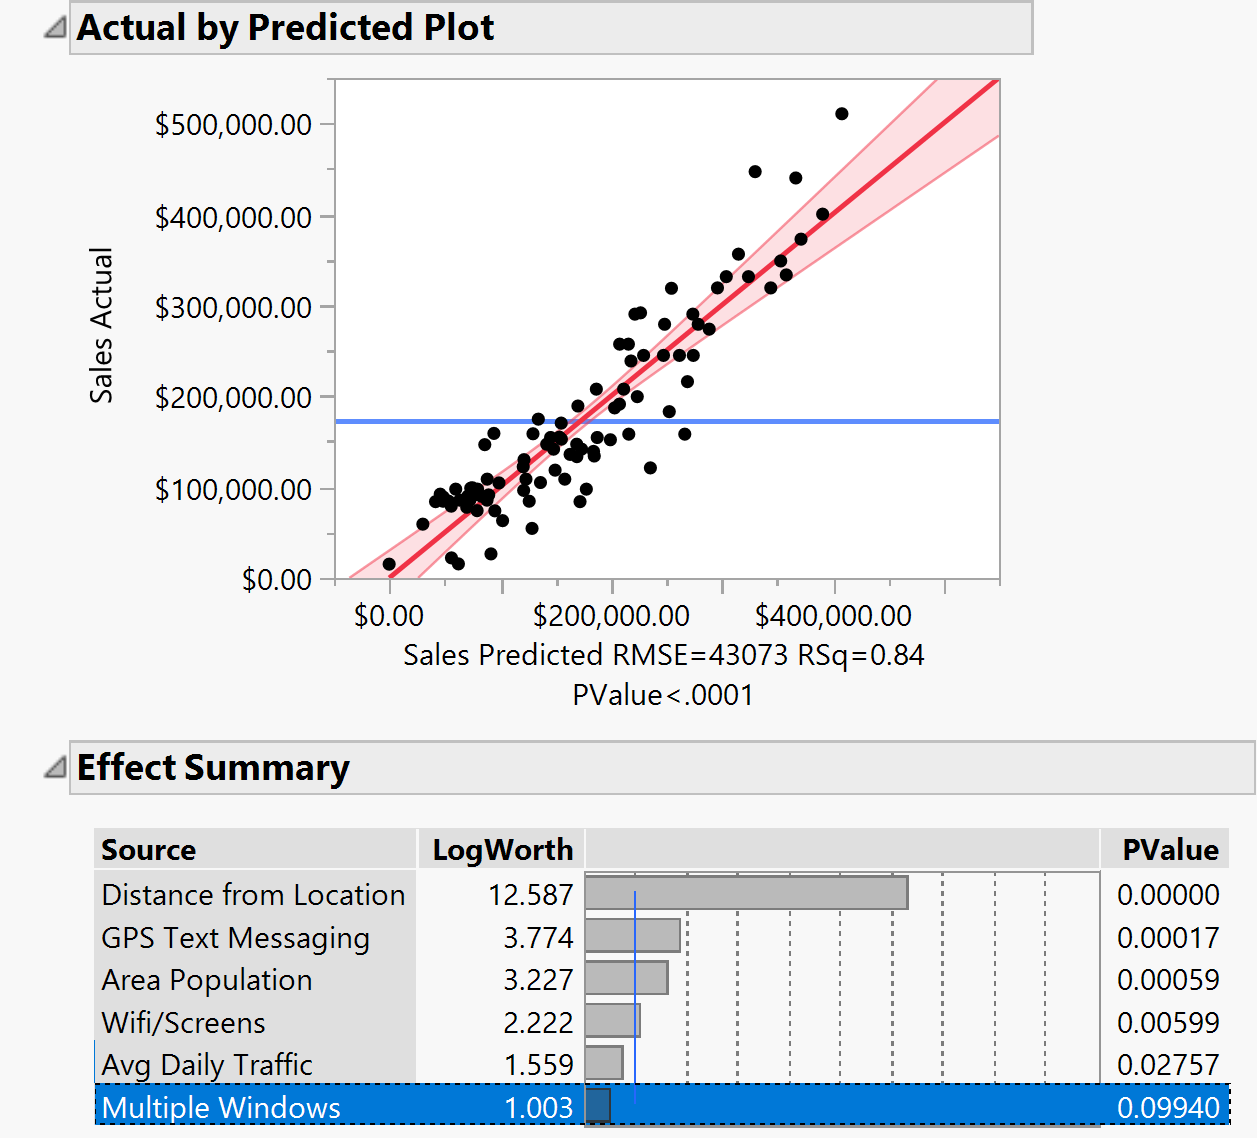 Actual by Predicted Plot
$500,000.00
$400,000.00
$300,000.00
$200,000.00
$100,000.00
$0.00
Sales Actual
$0.00 $200,000.00 $400,000.00
Sales Predicted RMSE=43073 RSq=0.84
PValue<.0001
Effect Summary
Source LogWorth PValue
Distance from Location 12.587 0.00000
GPS Text Messaging 3.774 0.00017
Area Population 3.227 0.00059
Wifi/Screens 2.222 0.00599
Avg Daily Traffic 1.559 0.02757
Multiple Windows 1.003 0.09940